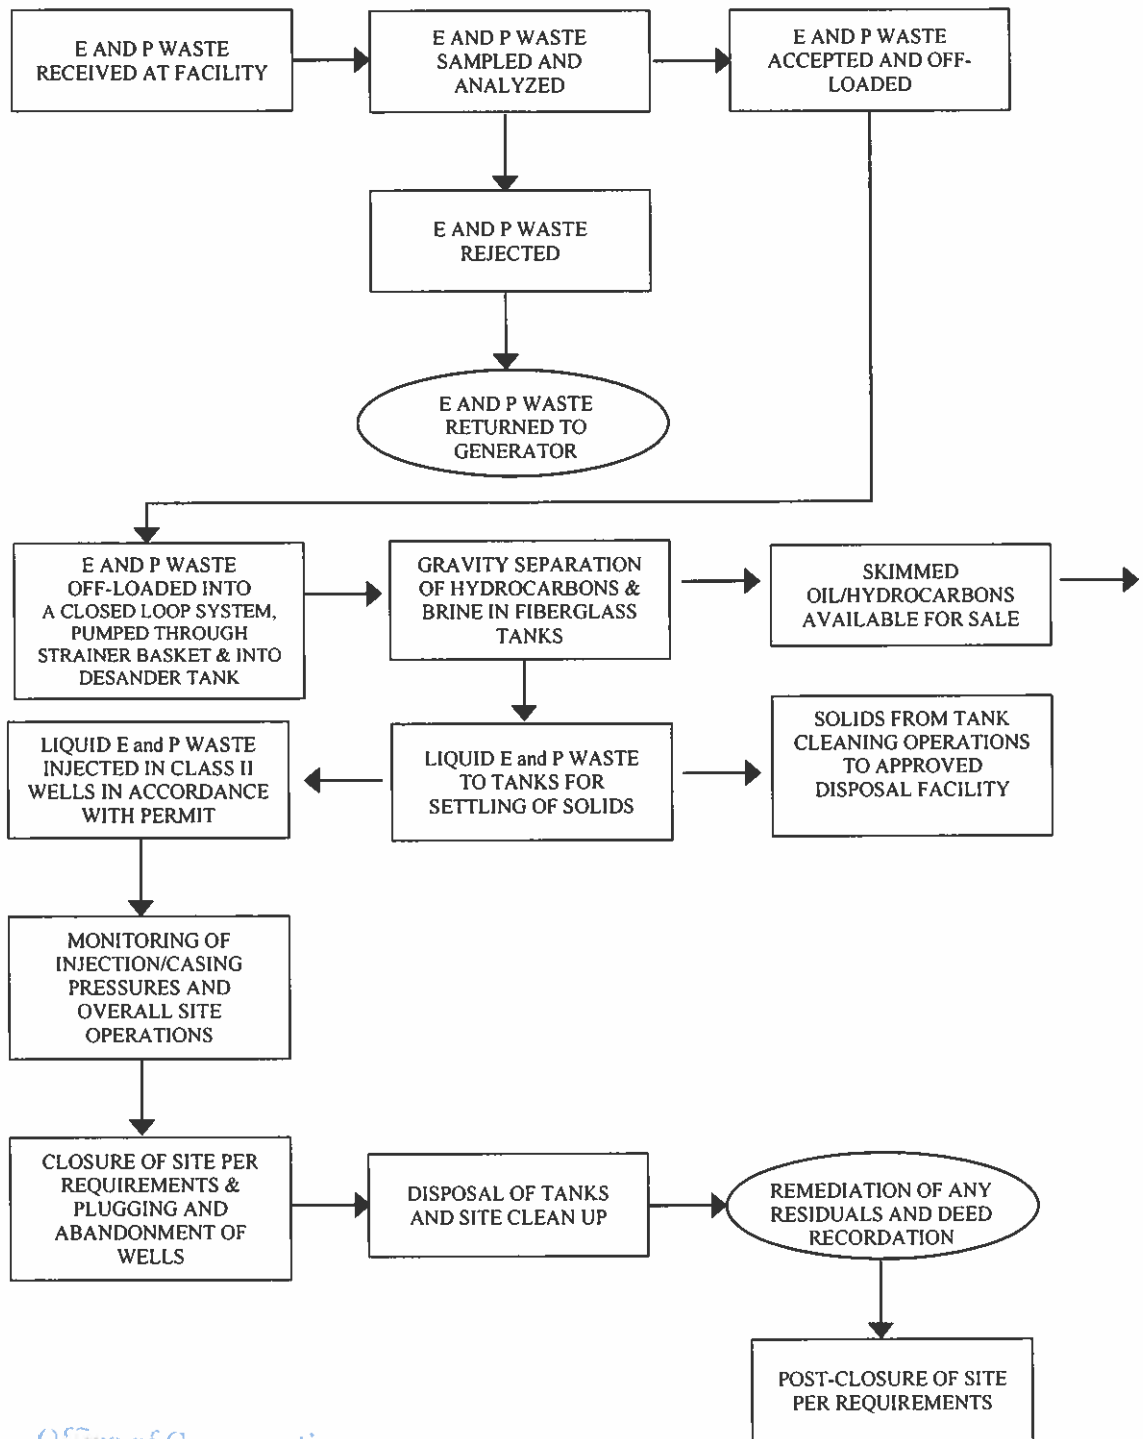 E AND P WASTE
RECEIVED AT FACILITY
E AND P WASTE
SAMPLED AND
ANALYZED
E AND P WASTE
ACCEPTED AND OFF-
LOADED
E AND P WASTE
REJECTED
E AND P WASTE
RETURNED TO
GENERATOR
E AND P WASTE
OFF-LOADED INTO
A CLOSED LOOP SYSTEM,
PUMPED THROUGH
STRAINER BASKET & INTO
DESANDER TANK
GRAVITY SEPARATION
OF HYDROCARBONS &
BRINE IN FIBERGLASS
TANKS
SKIMMED
OIL/HYDROCARBONS
AVAILABLE FOR SALE
LIQUID E and P WASTE
INJECTED IN CLASS II
WELLS IN ACCORDANCE
WITH PERMIT
LIQUID E and P WASTE
TO TANKS FOR
SETTLING OF SOLIDS
SOLIDS FROM TANK
CLEANING OPERATIONS
TO APPROVED
DISPOSAL FACILITY
MONITORING OF
INJECTION/CASING
PRESSURES AND
OVERALL SITE
OPERATIONS
CLOSURE OF SITE PER
REQUIREMENTS &
PLUGGING AND
ABANDONMENT OF
WELLS
DISPOSAL OF TANKS
AND SITE CLEAN UP
REMEDIATION OF ANY
RESIDUALS AND DEED
RECORDATION
POST-CLOSURE OF SITE
PER REQUIREMENTS